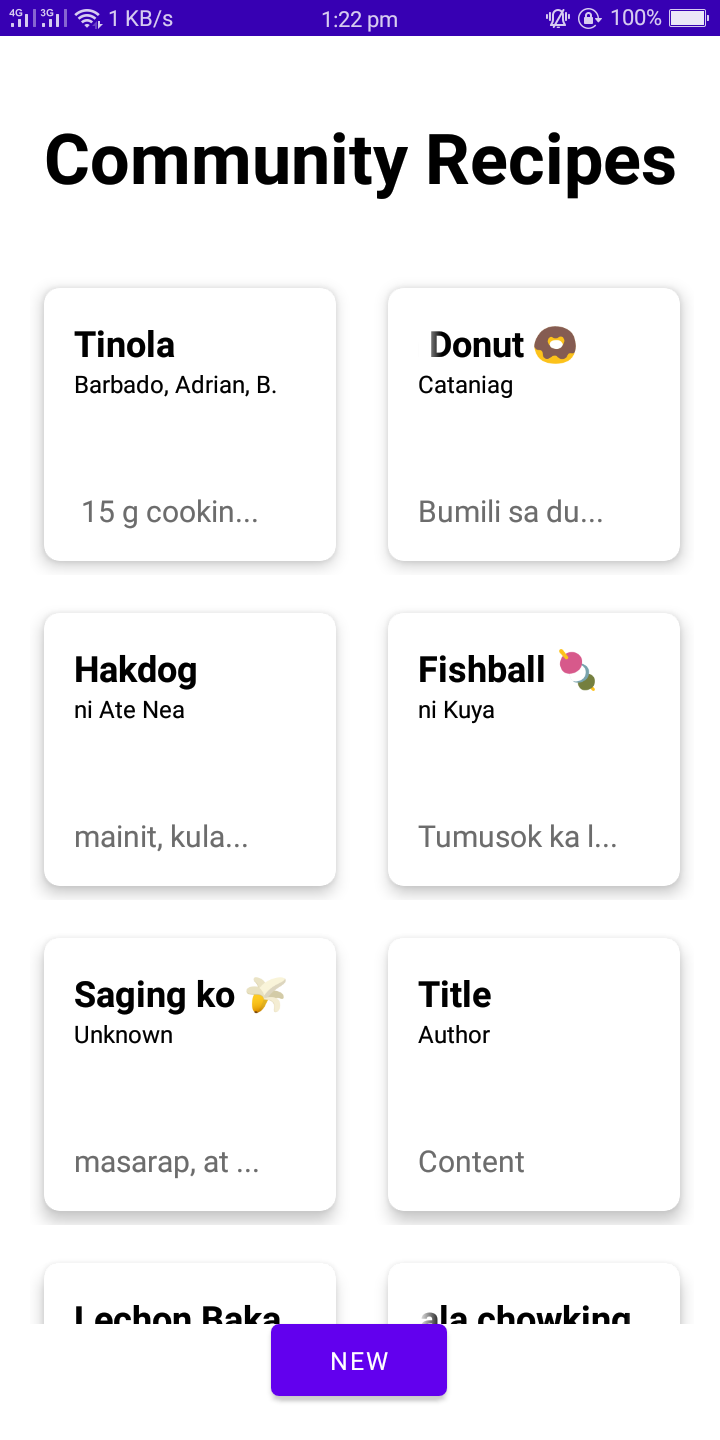 4G 3G 1 KB/s 1:22 pm 100%
Community Recipes
Tinola
Barbado, Adrian, B.
15 g cookin...
Donut 🍩
Cataniag
Bumili sa du...
Hakdog
ni Ate Nea
mainit, kula...
Fishball 🍡
ni Kuya
Tumusok ka l...
Saging ko 🍌
Unknown
masarap, at ...
Title
Author
Content
Lechon Baka
ala chowking
NEW